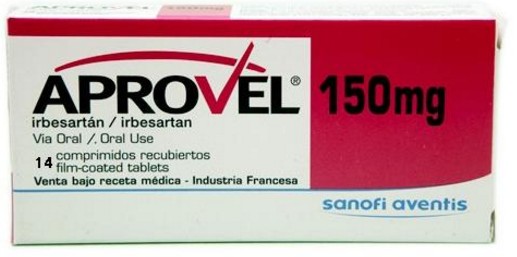 APROVEL® 150mg
irbesartán / irbesartan
Via Oral / Oral Use
14 comprimidos recubiertos
film-coated tablets
Venta bajo receta médica - Industria Francesa
sanofi aventis